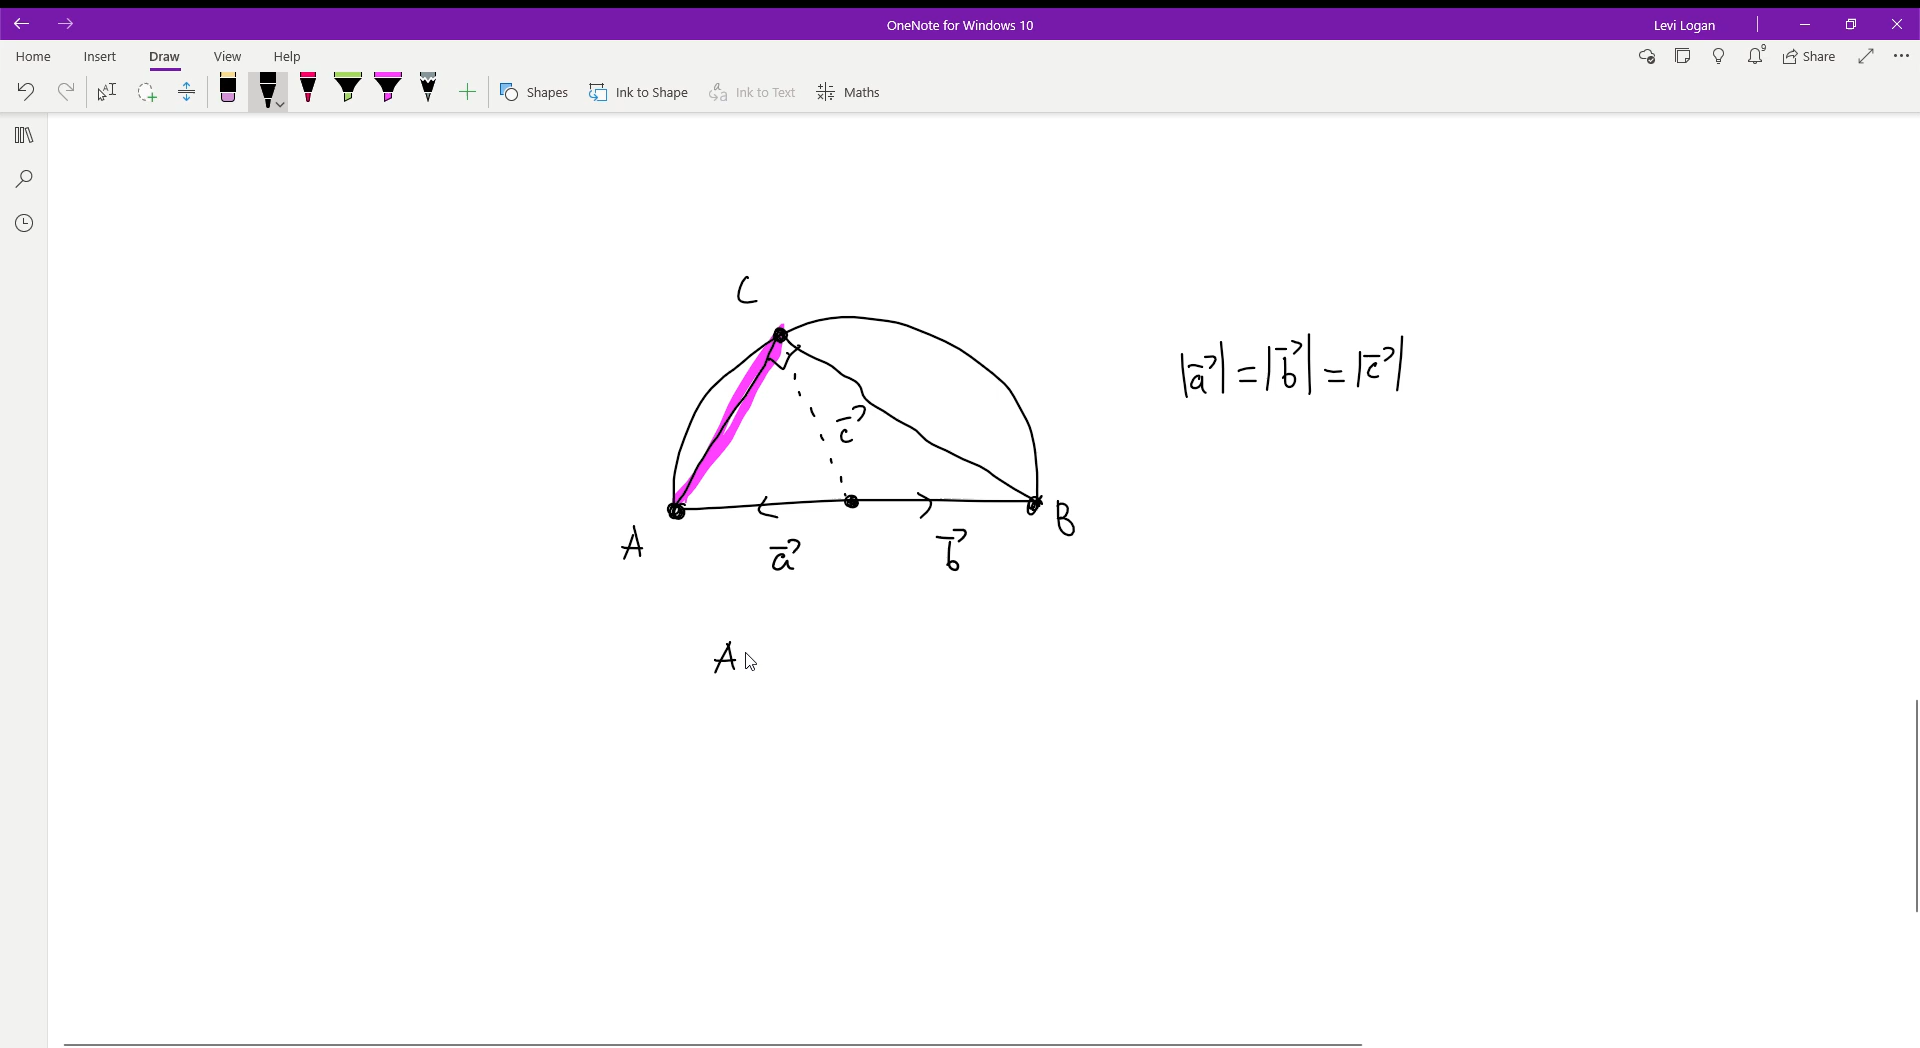 OneNote for Windows 10
Levi Logan
Home Insert Draw View Help
9
Share
Shapes
Ink to Shape
Ink to Text
Maths
C
|a⃗| = |b⃗| = |c⃗|
c⃗
A
B
a⃗
b⃗
A